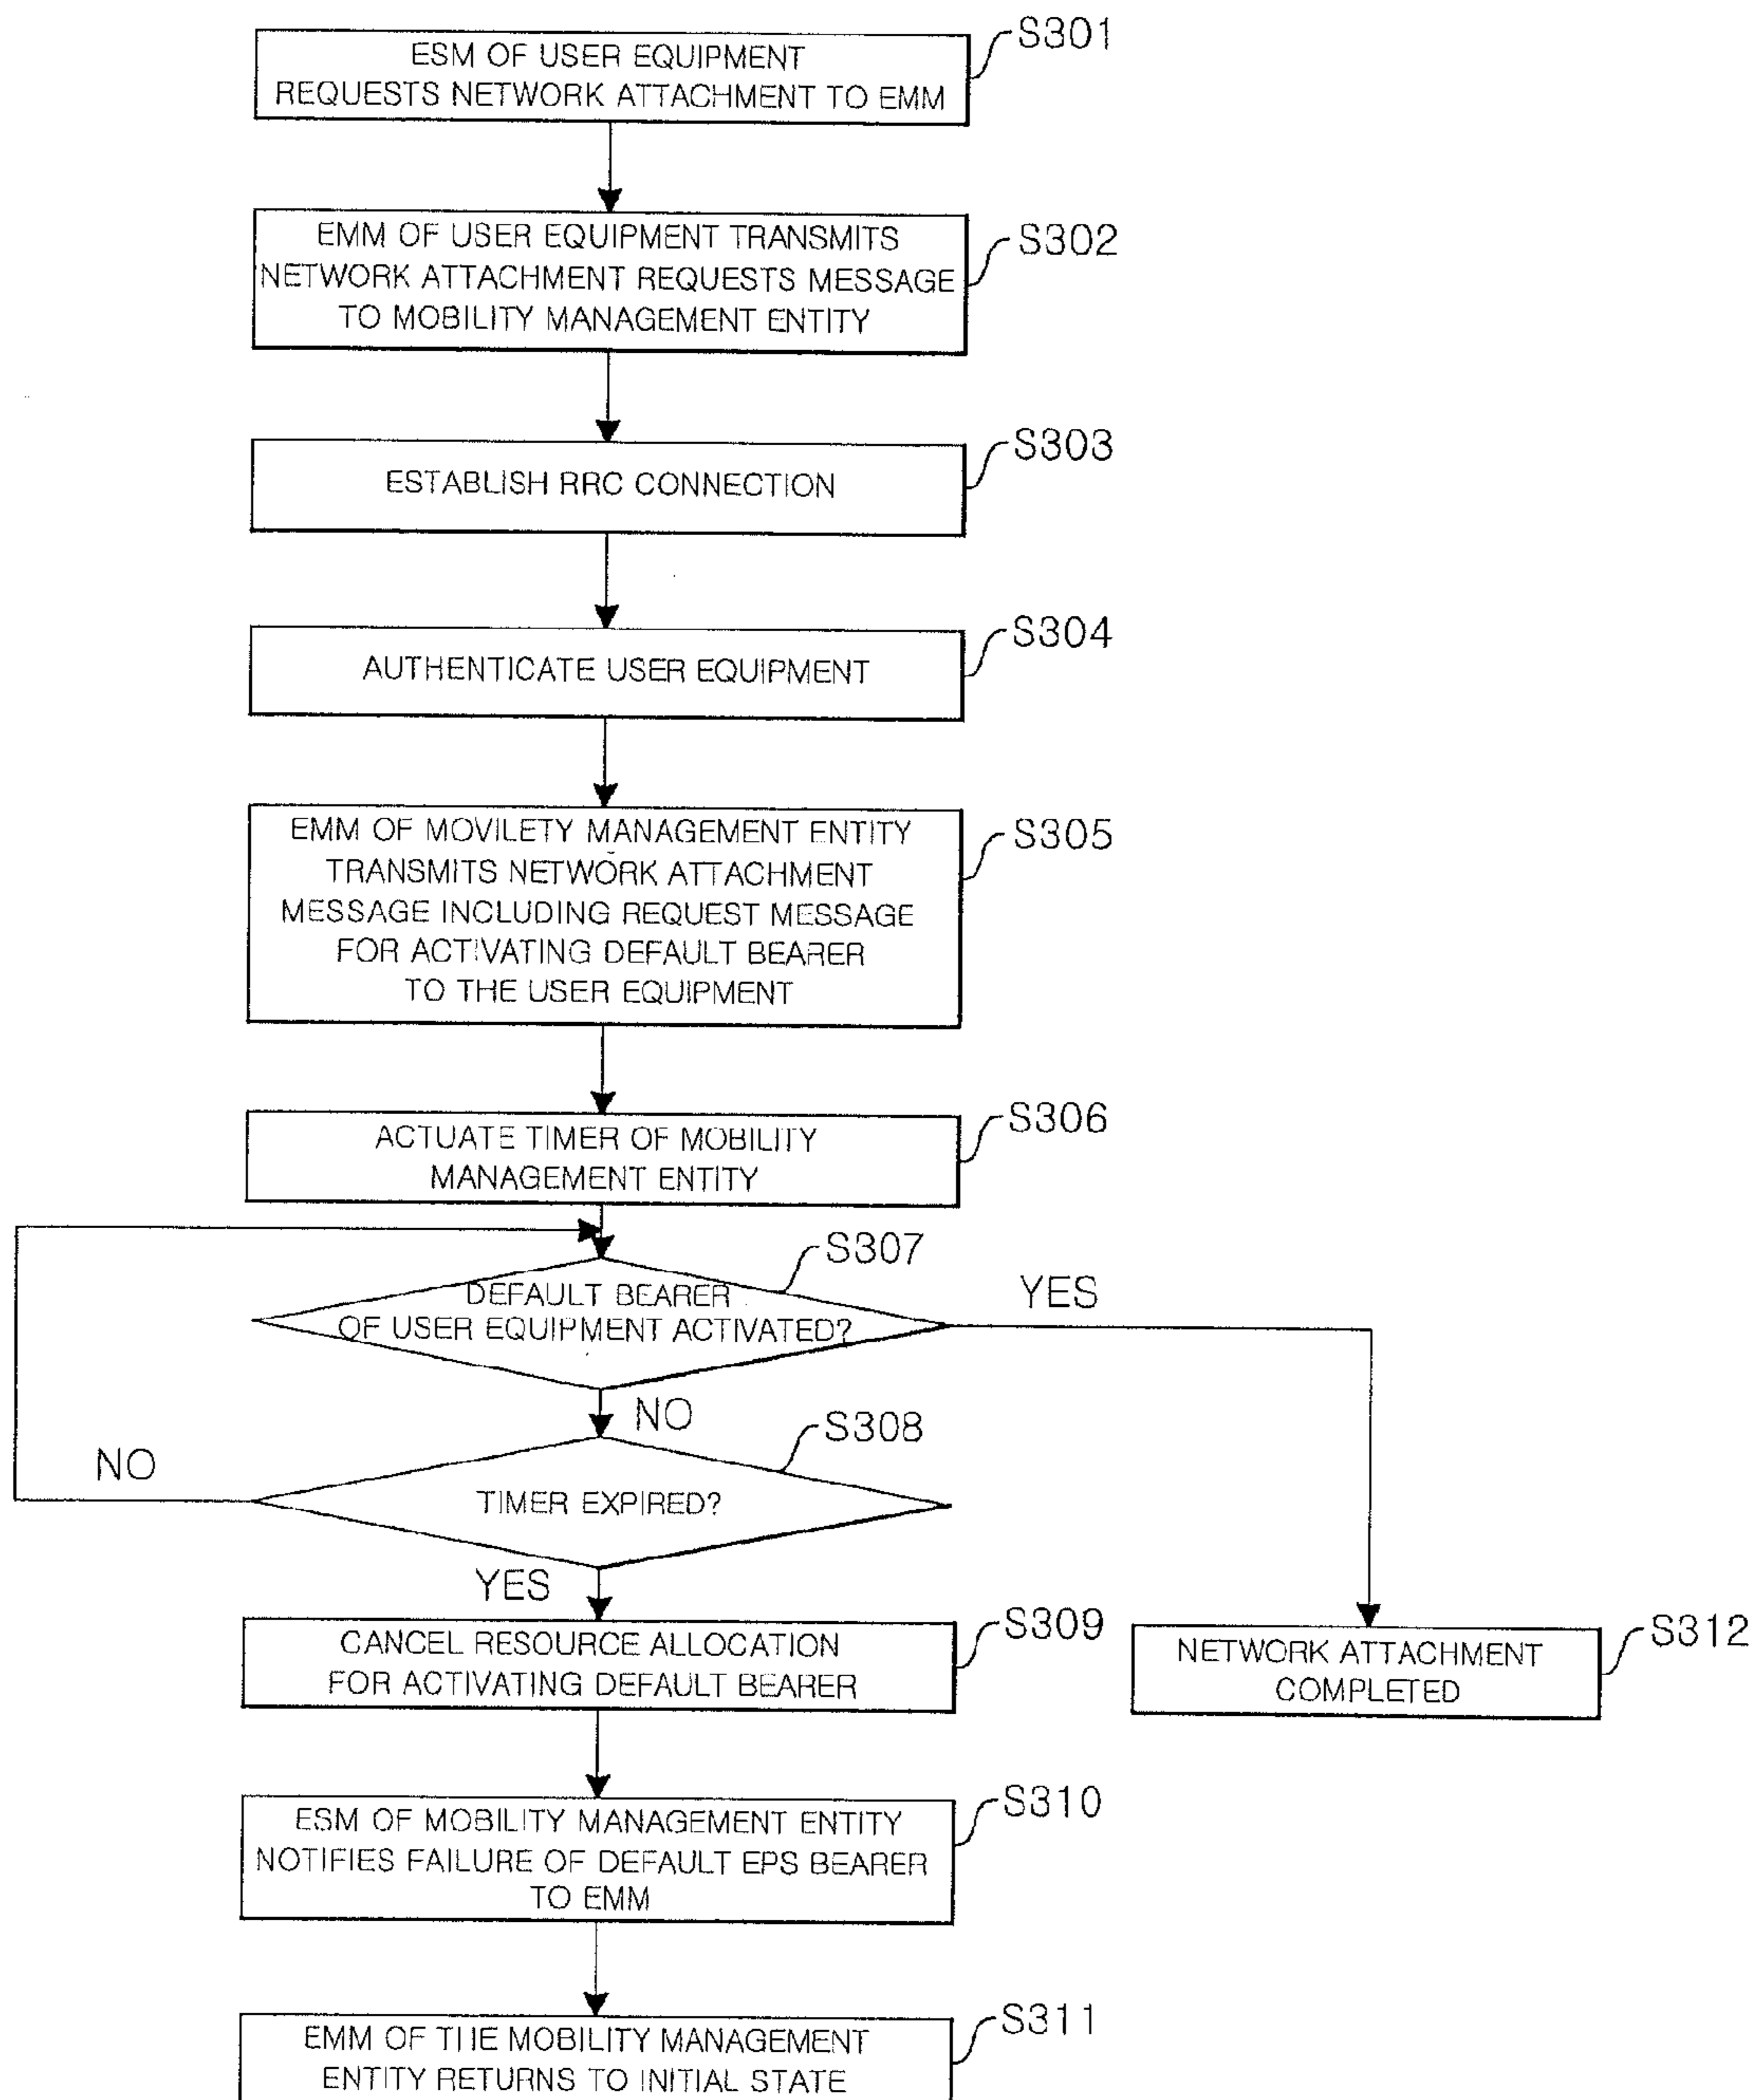 S301
ESM OF USER EQUIPMENT
REQUESTS NETWORK ATTACHMENT TO EMM
S302
EMM OF USER EQUIPMENT TRANSMITS
NETWORK ATTACHMENT REQUESTS MESSAGE
TO MOBILITY MANAGEMENT ENTITY
S303
ESTABLISH RRC CONNECTION
S304
AUTHENTICATE USER EQUIPMENT
S305
EMM OF MOVILETY MANAGEMENT ENTITY
TRANSMITS NETWORK ATTACHMENT
MESSAGE INCLUDING REQUEST MESSAGE
FOR ACTIVATING DEFAULT BEARER
TO THE USER EQUIPMENT
S306
ACTUATE TIMER OF MOBILITY
MANAGEMENT ENTITY
S307
DEFAULT BEARER
OF USER EQUIPMENT ACTIVATED?
YES
NO
S308
NO
TIMER EXPIRED?
YES
S309
CANCEL RESOURCE ALLOCATION
FOR ACTIVATING DEFAULT BEARER
S312
NETWORK ATTACHMENT
COMPLETED
S310
ESM OF MOBILITY MANAGEMENT ENTITY
NOTIFIES FAILURE OF DEFAULT EPS BEARER
TO EMM
S311
EMM OF THE MOBILITY MANAGEMENT
ENTITY RETURNS TO INITIAL STATE